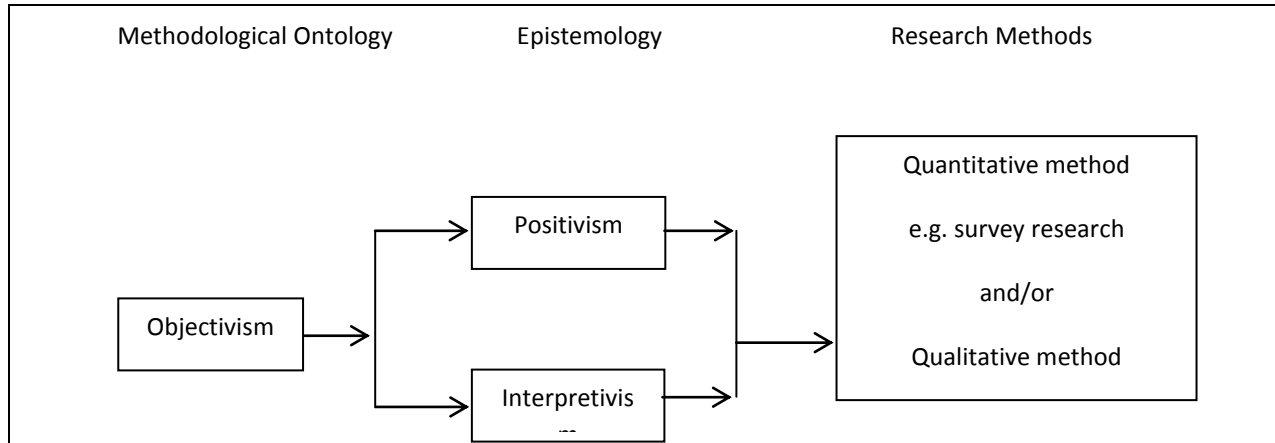 Methodological Ontology Epistemology Research Methods
Quantitative method
e.g. survey research
and/or
Qualitative method
Positivism
Objectivism
Interpretivis
m